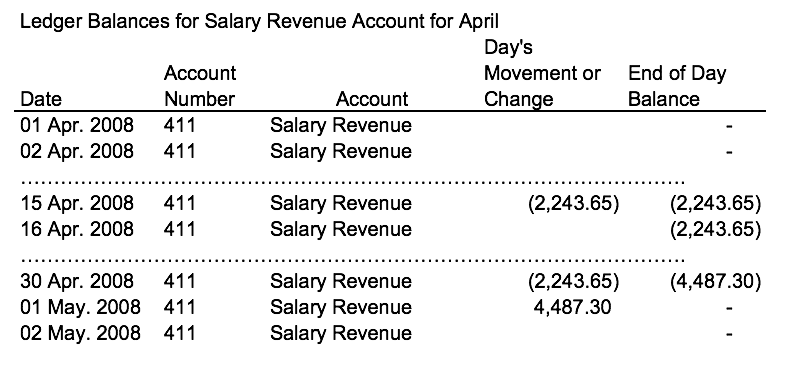 Ledger Balances for Salary Revenue Account for April
Day's
Account Movement or End of Day
Date Number Account Change Balance
01 Apr. 2008 411 Salary Revenue -
02 Apr. 2008 411 Salary Revenue -
........................................................................................
15 Apr. 2008 411 Salary Revenue (2,243.65) (2,243.65)
16 Apr. 2008 411 Salary Revenue (2,243.65)
........................................................................................
30 Apr. 2008 411 Salary Revenue (2,243.65) (4,487.30)
01 May. 2008 411 Salary Revenue 4,487.30 -
02 May. 2008 411 Salary Revenue -